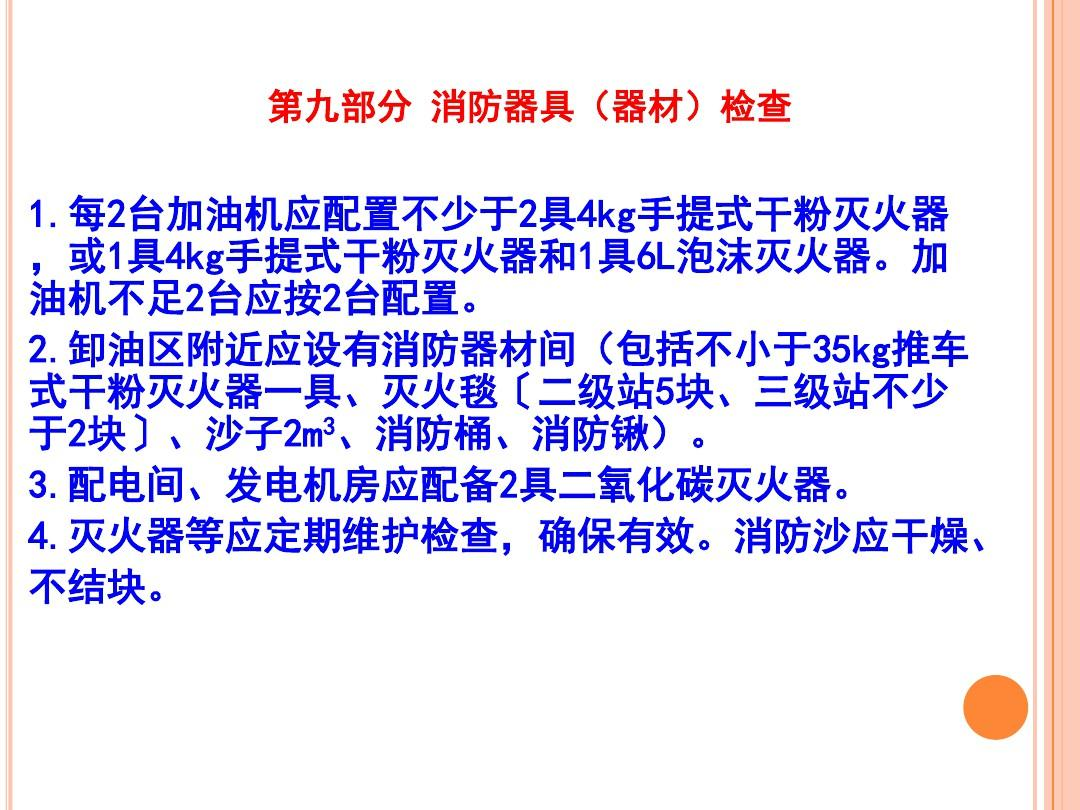 第九部分 消防器具（器材）检查
1.每2台加油机应配置不少于2具4kg手提式干粉灭火器
，或1具4kg手提式干粉灭火器和1具6L泡沫灭火器。加
油机不足2台应按2台配置。
2.卸油区附近应设有消防器材间（包括不小于35kg推车
式干粉灭火器一具、灭火毯〔二级站5块、三级站不少
于2块〕、沙子2m³、消防桶、消防锹）。
3.配电间、发电机房应配备2具二氧化碳灭火器。
4.灭火器等应定期维护检查，确保有效。消防沙应干燥、
不结块。